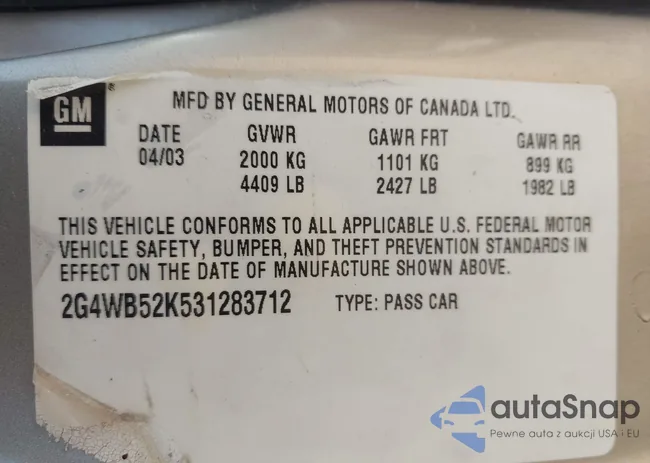 GM
MFD BY GENERAL MOTORS OF CANADA LTD.
DATE GVWR GAWR FRT GAWR RR
04/03 2000 KG 1101 KG 899 KG
4409 LB 2427 LB 1982 LB
THIS VEHICLE CONFORMS TO ALL APPLICABLE U.S. FEDERAL MOTOR
VEHICLE SAFETY, BUMPER, AND THEFT PREVENTION STANDARDS IN
EFFECT ON THE DATE OF MANUFACTURE SHOWN ABOVE.
2G4WB52K531283712 TYPE: PASS CAR
autaSnap
Pewne auta z aukcji USA i EU